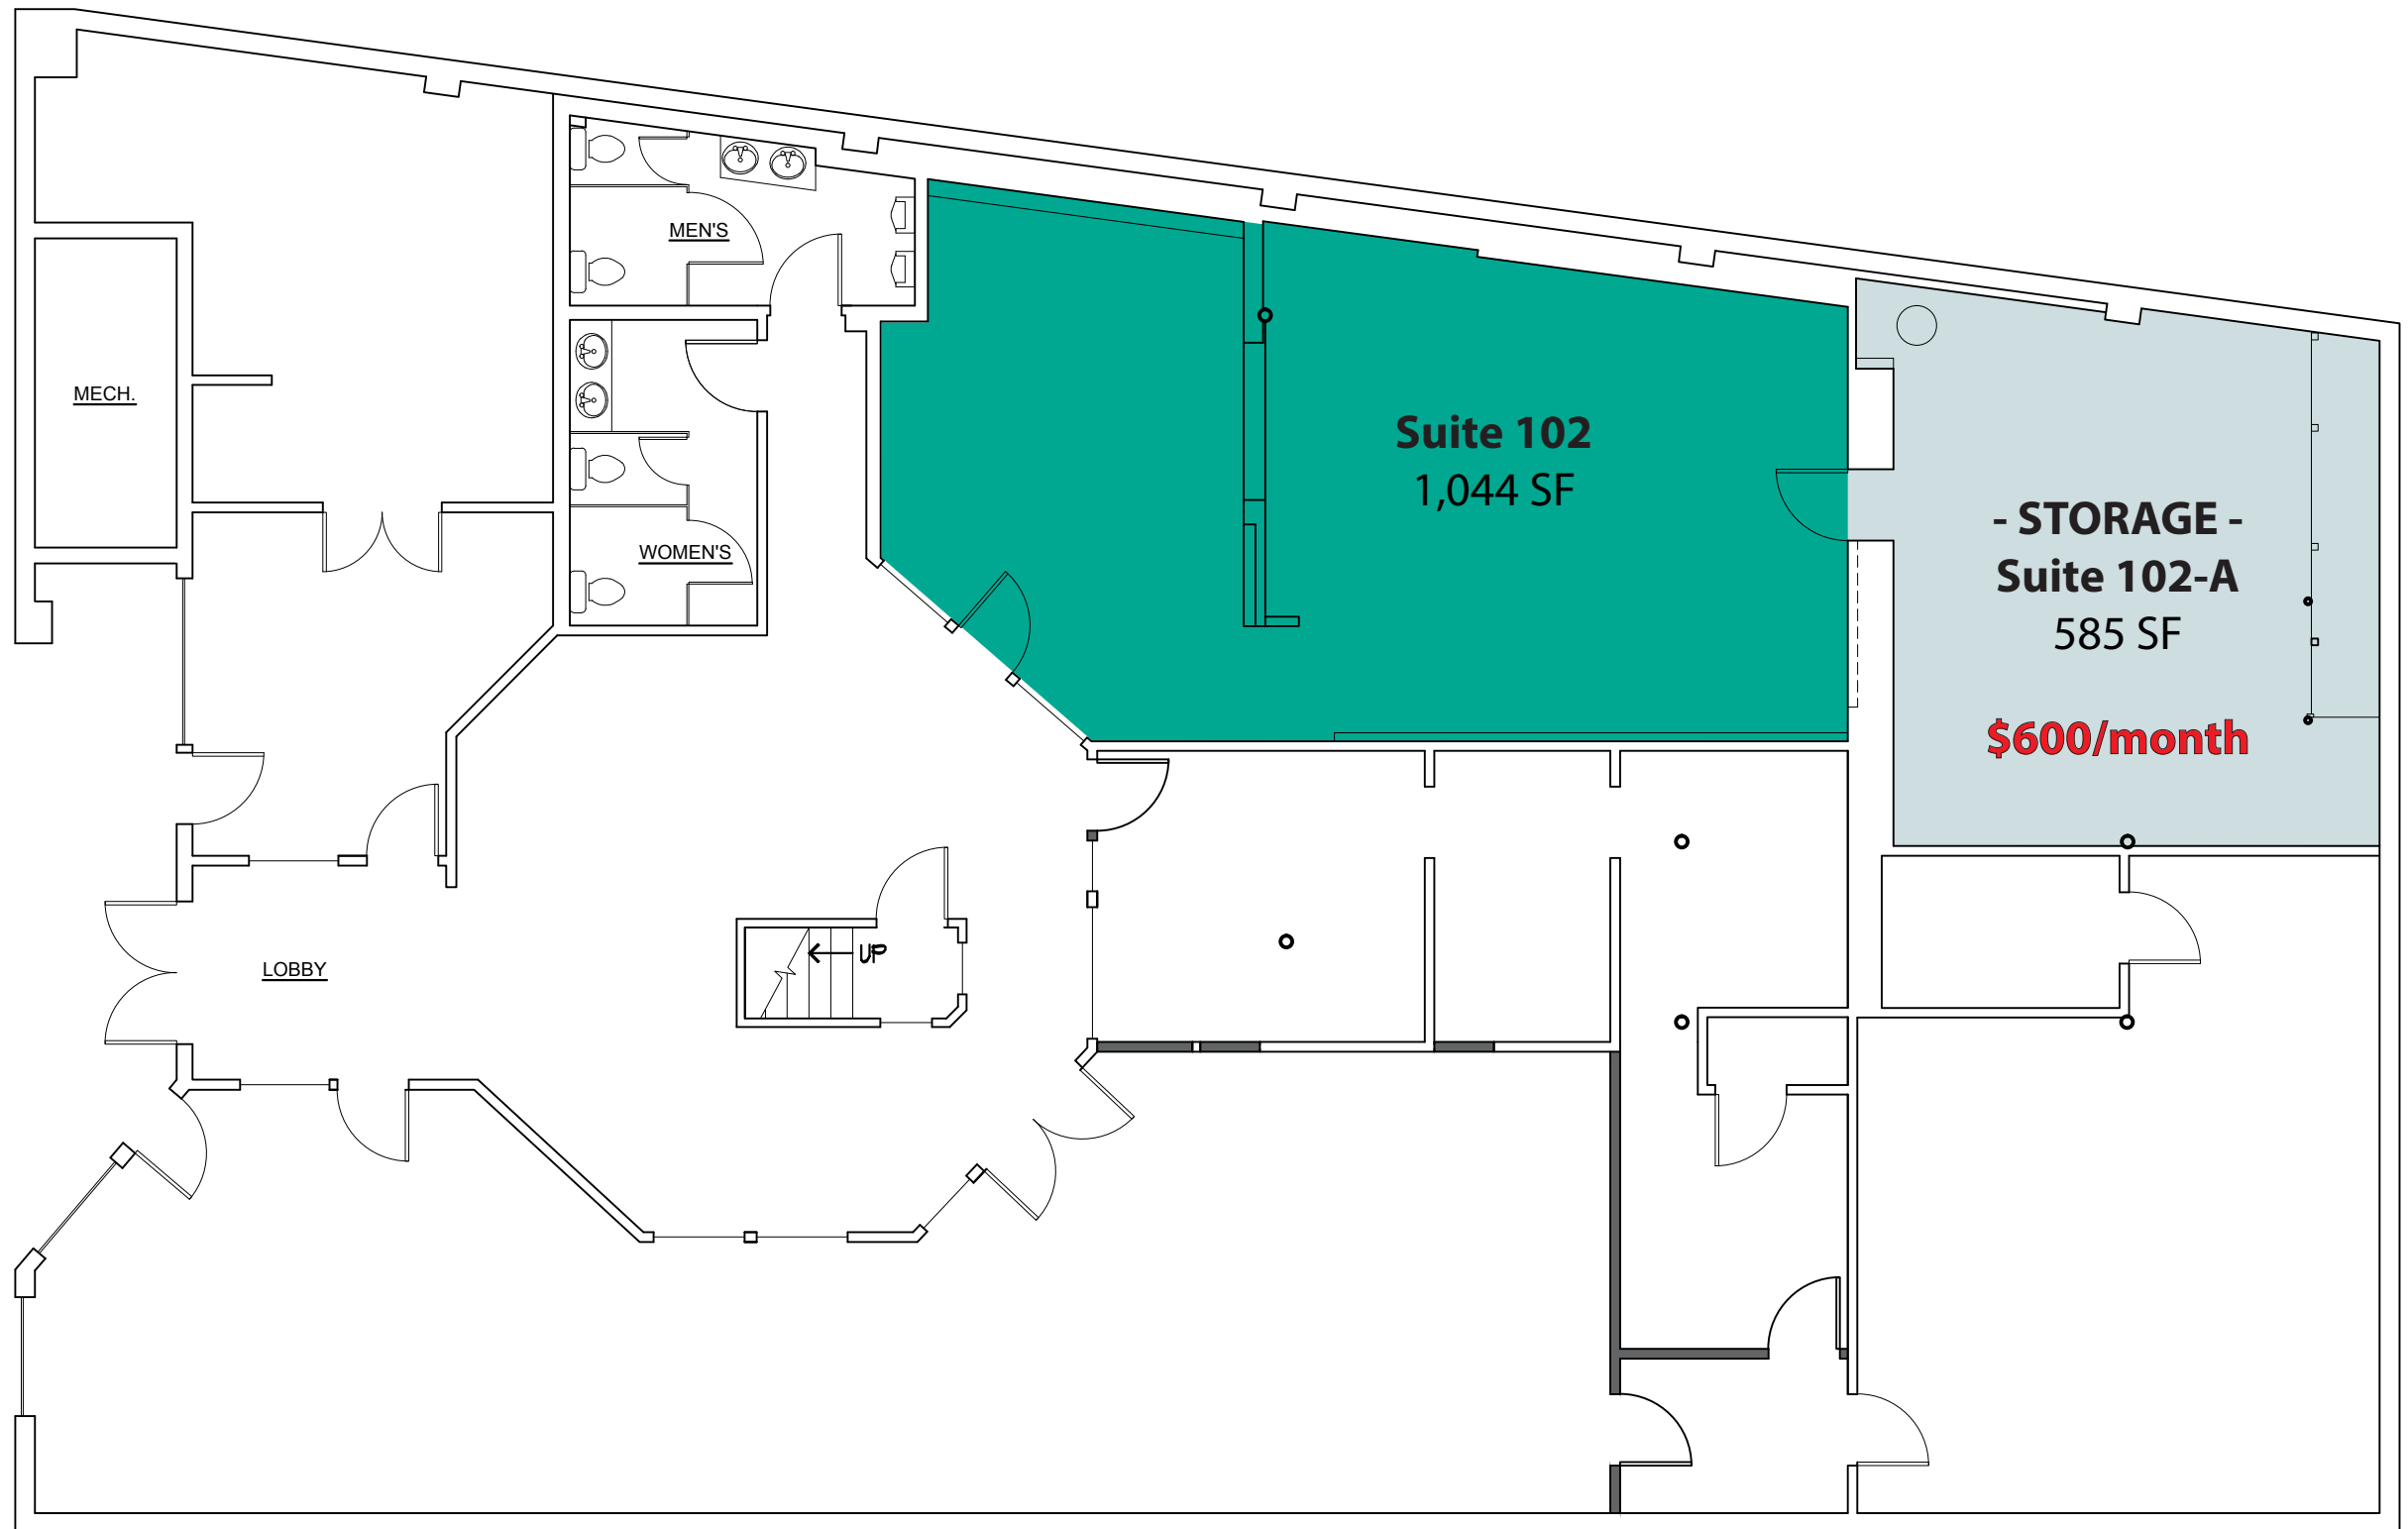 MEN'S
MECH.
WOMEN'S
Suite 102
1,044 SF
- STORAGE -
Suite 102-A
585 SF
$600/month
LOBBY
UP